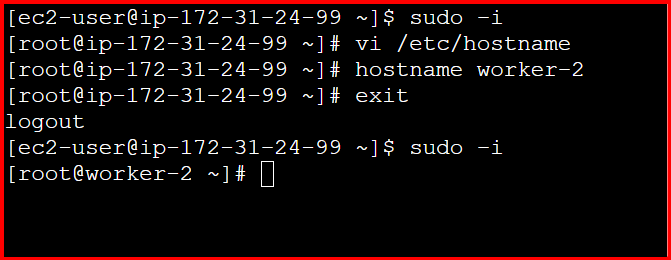 [ec2-user@ip-172-31-24-99 ~]$ sudo -i
[root@ip-172-31-24-99 ~]# vi /etc/hostname
[root@ip-172-31-24-99 ~]# hostname worker-2
[root@ip-172-31-24-99 ~]# exit
logout
[ec2-user@ip-172-31-24-99 ~]$ sudo -i
[root@worker-2 ~]#